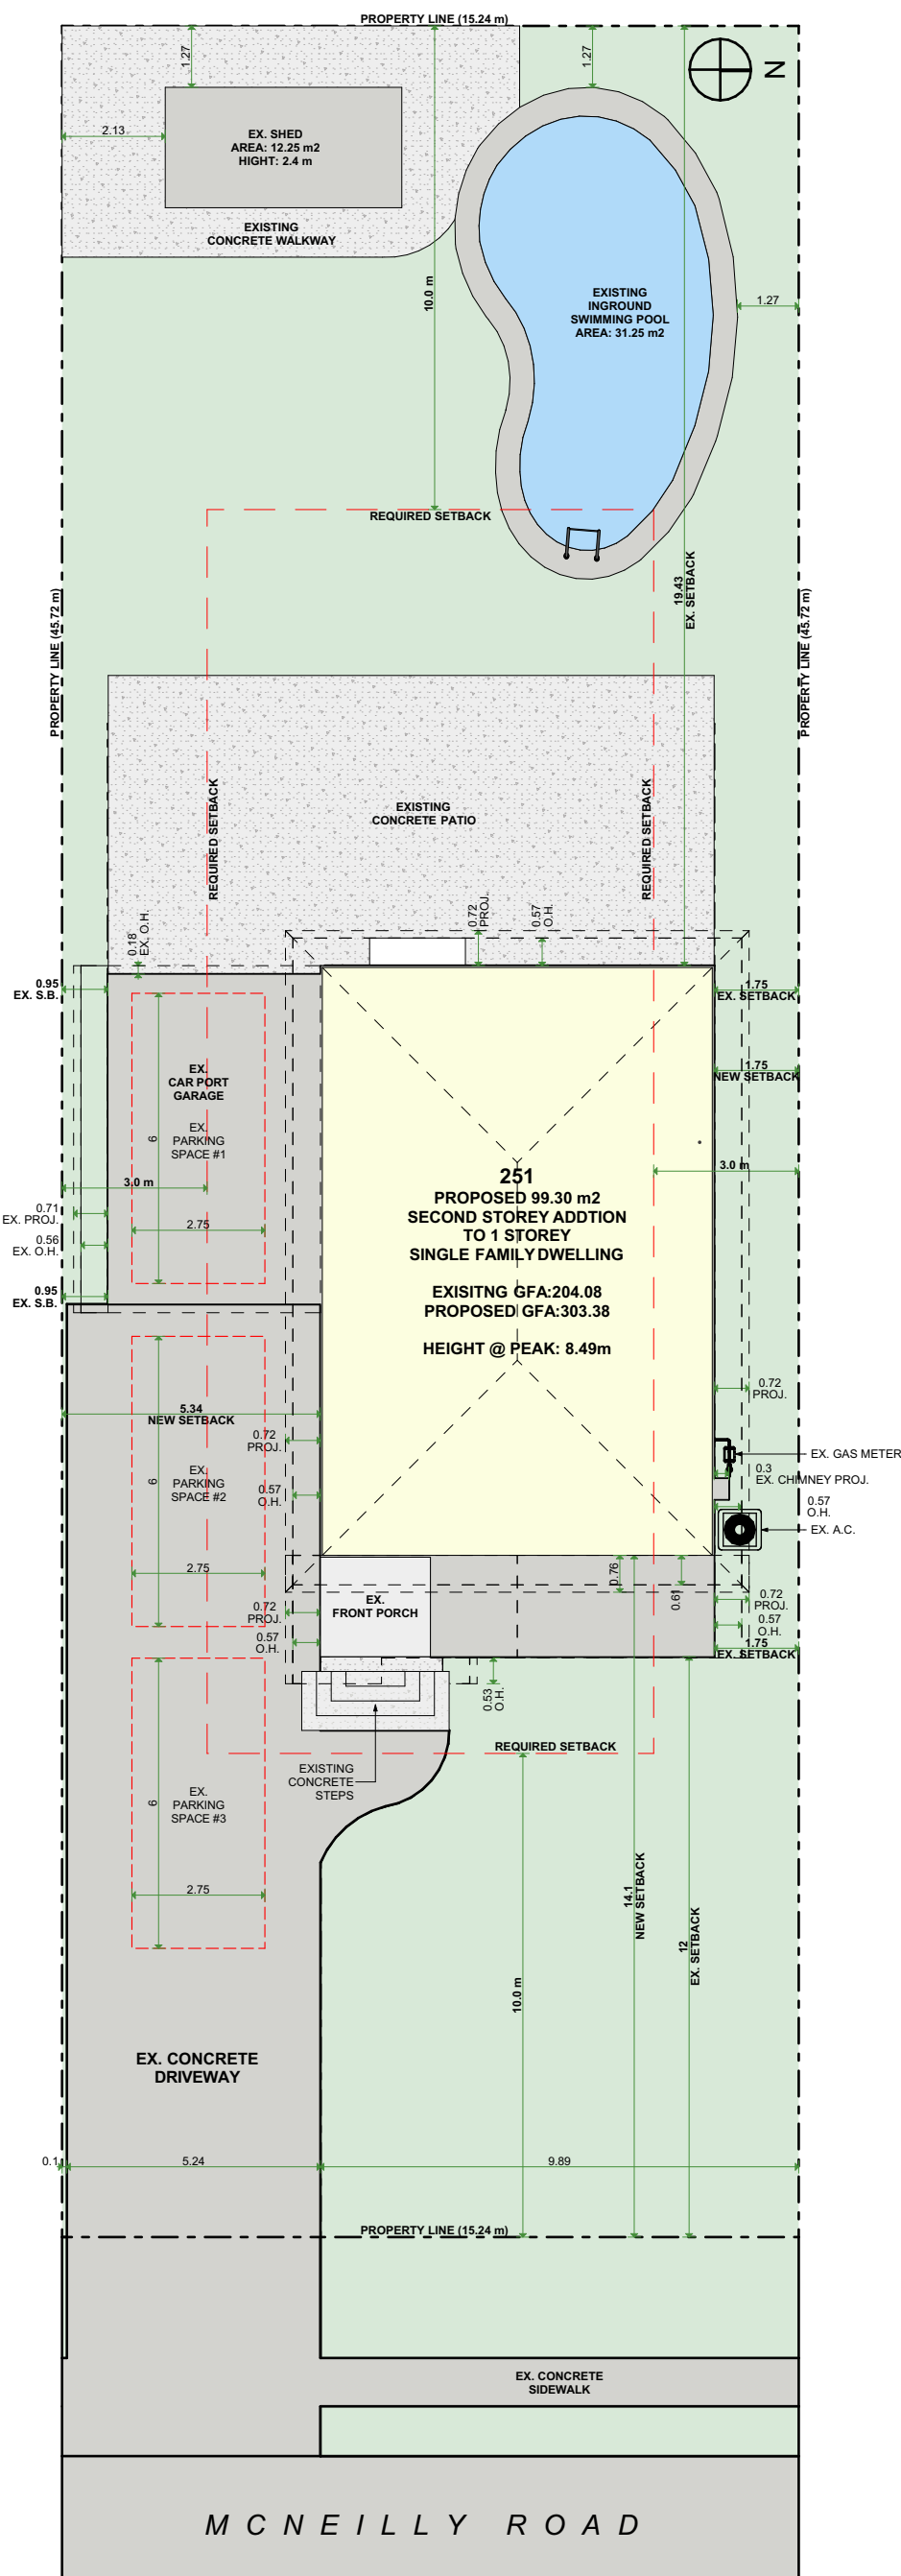 PROPERTY LINE (15.24 m)
1.27
1.27
N
2.13
EX. SHED
AREA: 12.25 m2
HIGHT: 2.4 m
EXISTING
CONCRETE WALKWAY
10.0 m
EXISTING
INGROUND
SWIMMING POOL
AREA: 31.25 m2
1.27
REQUIRED SETBACK
19.43
EX. SETBACK
PROPERTY LINE (45.72 m)
PROPERTY LINE (45.72 m)
REQUIRED SETBACK
REQUIRED SETBACK
EXISTING
CONCRETE PATIO
0.18
EX. O.H.
0.72
PROJ.
0.57
O.H.
0.95
EX. S.B.
1.75
EX. SETBACK
1.75
NEW SETBACK
EX.
CAR PORT
GARAGE
EX.
PARKING
SPACE #1
6
3.0 m
2.75
0.71
EX. PROJ.
0.56
EX. O.H.
0.95
EX. S.B.
3.0 m
251
PROPOSED 99.30 m2
SECOND STOREY ADDTION
TO 1 STOREY
SINGLE FAMILY DWELLING
EXISITNG GFA:204.08
PROPOSED GFA:303.38
HEIGHT @ PEAK: 8.49m
5.34
NEW SETBACK
0.72
PROJ.
0.72
PROJ.
EX.
PARKING
SPACE #2
6
2.75
0.57
O.H.
EX. GAS METER
0.3
EX. CHIMNEY PROJ.
0.57
O.H.
EX. A.C.
0.76
0.61
EX.
FRONT PORCH
0.72
PROJ.
0.57
O.H.
0.72
PROJ.
0.57
O.H.
1.75
EX. SETBACK
0.53
O.H.
REQUIRED SETBACK
EXISTING
CONCRETE
STEPS
EX.
PARKING
SPACE #3
6
2.75
14.1
NEW SETBACK
12
EX. SETBACK
10.0 m
EX. CONCRETE
DRIVEWAY
0.1
5.24
9.89
PROPERTY LINE (15.24 m)
EX. CONCRETE
SIDEWALK
MCNEILLY ROAD